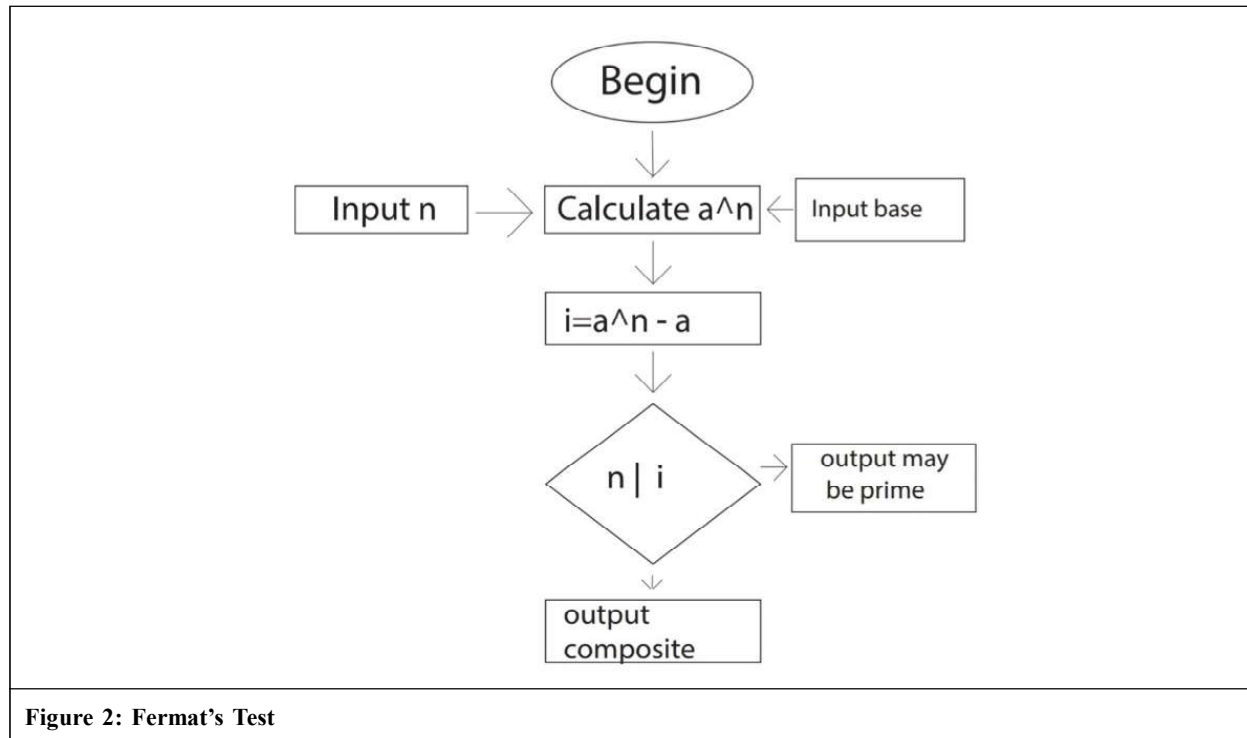 Begin
Input n
Calculate a^n
Input base
i=a^n - a
n | i
output may
be prime
output
composite
Figure 2: Fermat's Test